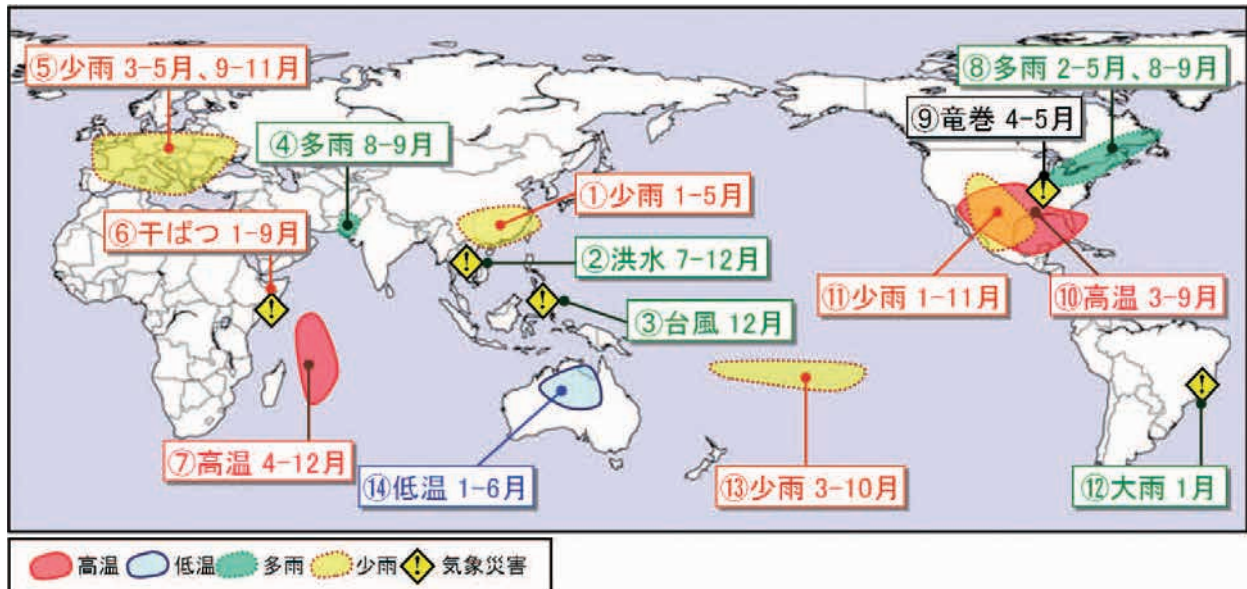 ⑤少雨 3-5月、9-11月
⑧多雨 2-5月、8-9月
⑨竜巻 4-5月
④多雨 8-9月
①少雨 1-5月
⑥干ばつ 1-9月
②洪水 7-12月
⑪少雨 1-11月
⑩高温 3-9月
③台風 12月
⑦高温 4-12月
⑭低温 1-6月
⑬少雨 3-10月
⑫大雨 1月
高温 低温 多雨 少雨 気象災害